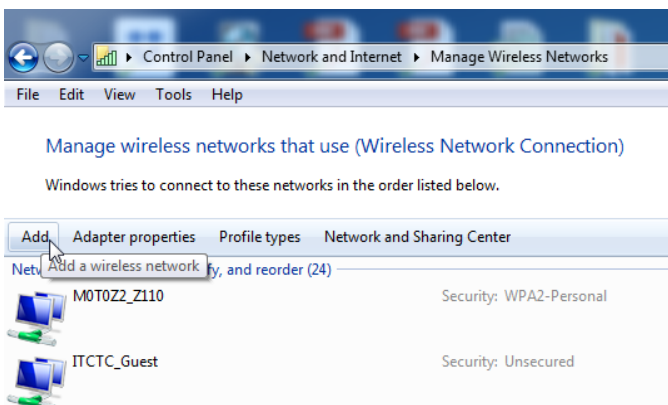 Control Panel Network and Internet Manage Wireless Networks
File Edit View Tools Help
Manage wireless networks that use (Wireless Network Connection)
Windows tries to connect to these networks in the order listed below.
Add Adapter properties Profile types Network and Sharing Center
Add a wireless network
and reorder (24)
M0T0Z2_Z110 Security: WPA2-Personal
ITCTC_Guest Security: Unsecured